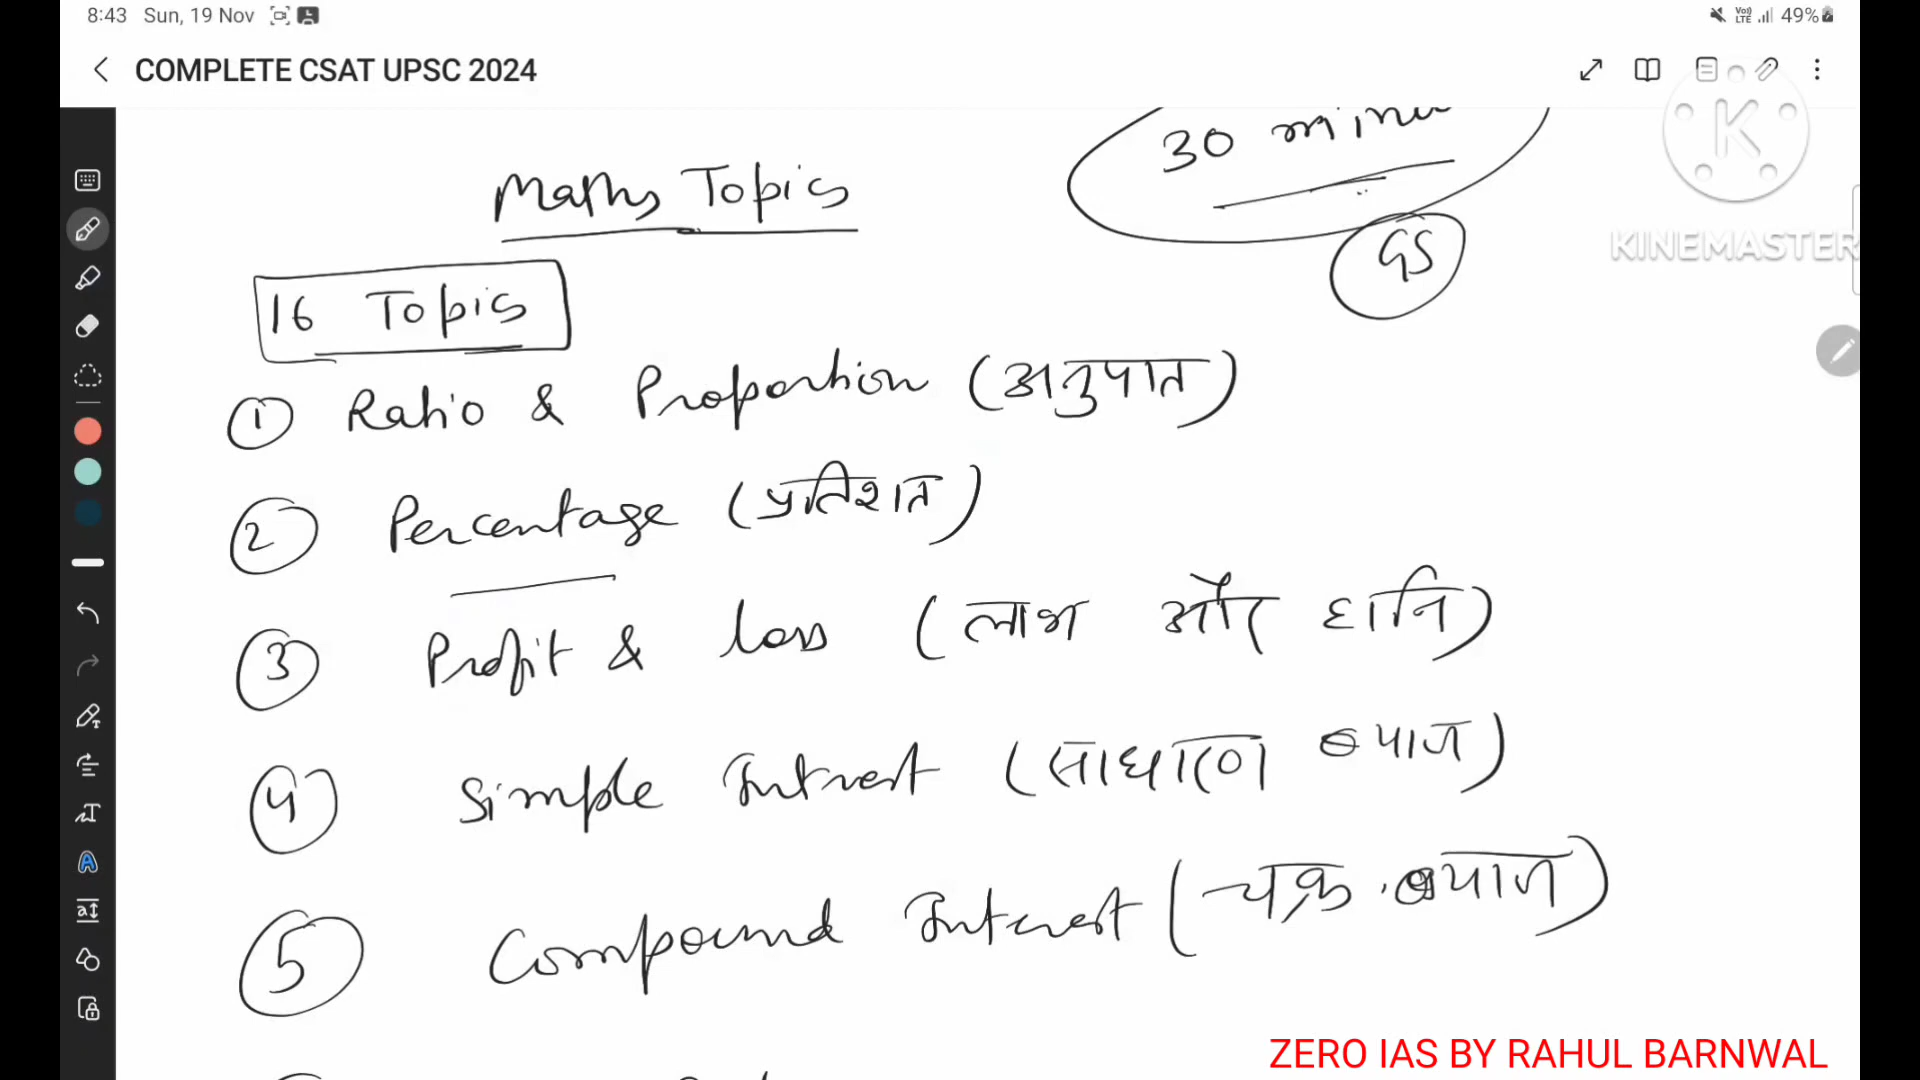 8:43 Sun, 19 Nov 49%
COMPLETE CSAT UPSC 2024
30 minu
Maths Topics
GS
KINEMASTER
16 Topics
1 Ratio & Proportion (अनुपात)
2 Percentage (प्रतिशत)
3 Profit & loss (लाभ और हानि)
4 Simple Intrest (साधारण ब्याज)
5 Compound Interest (चक्र. ब्याज)
ZERO IAS BY RAHUL BARNWAL